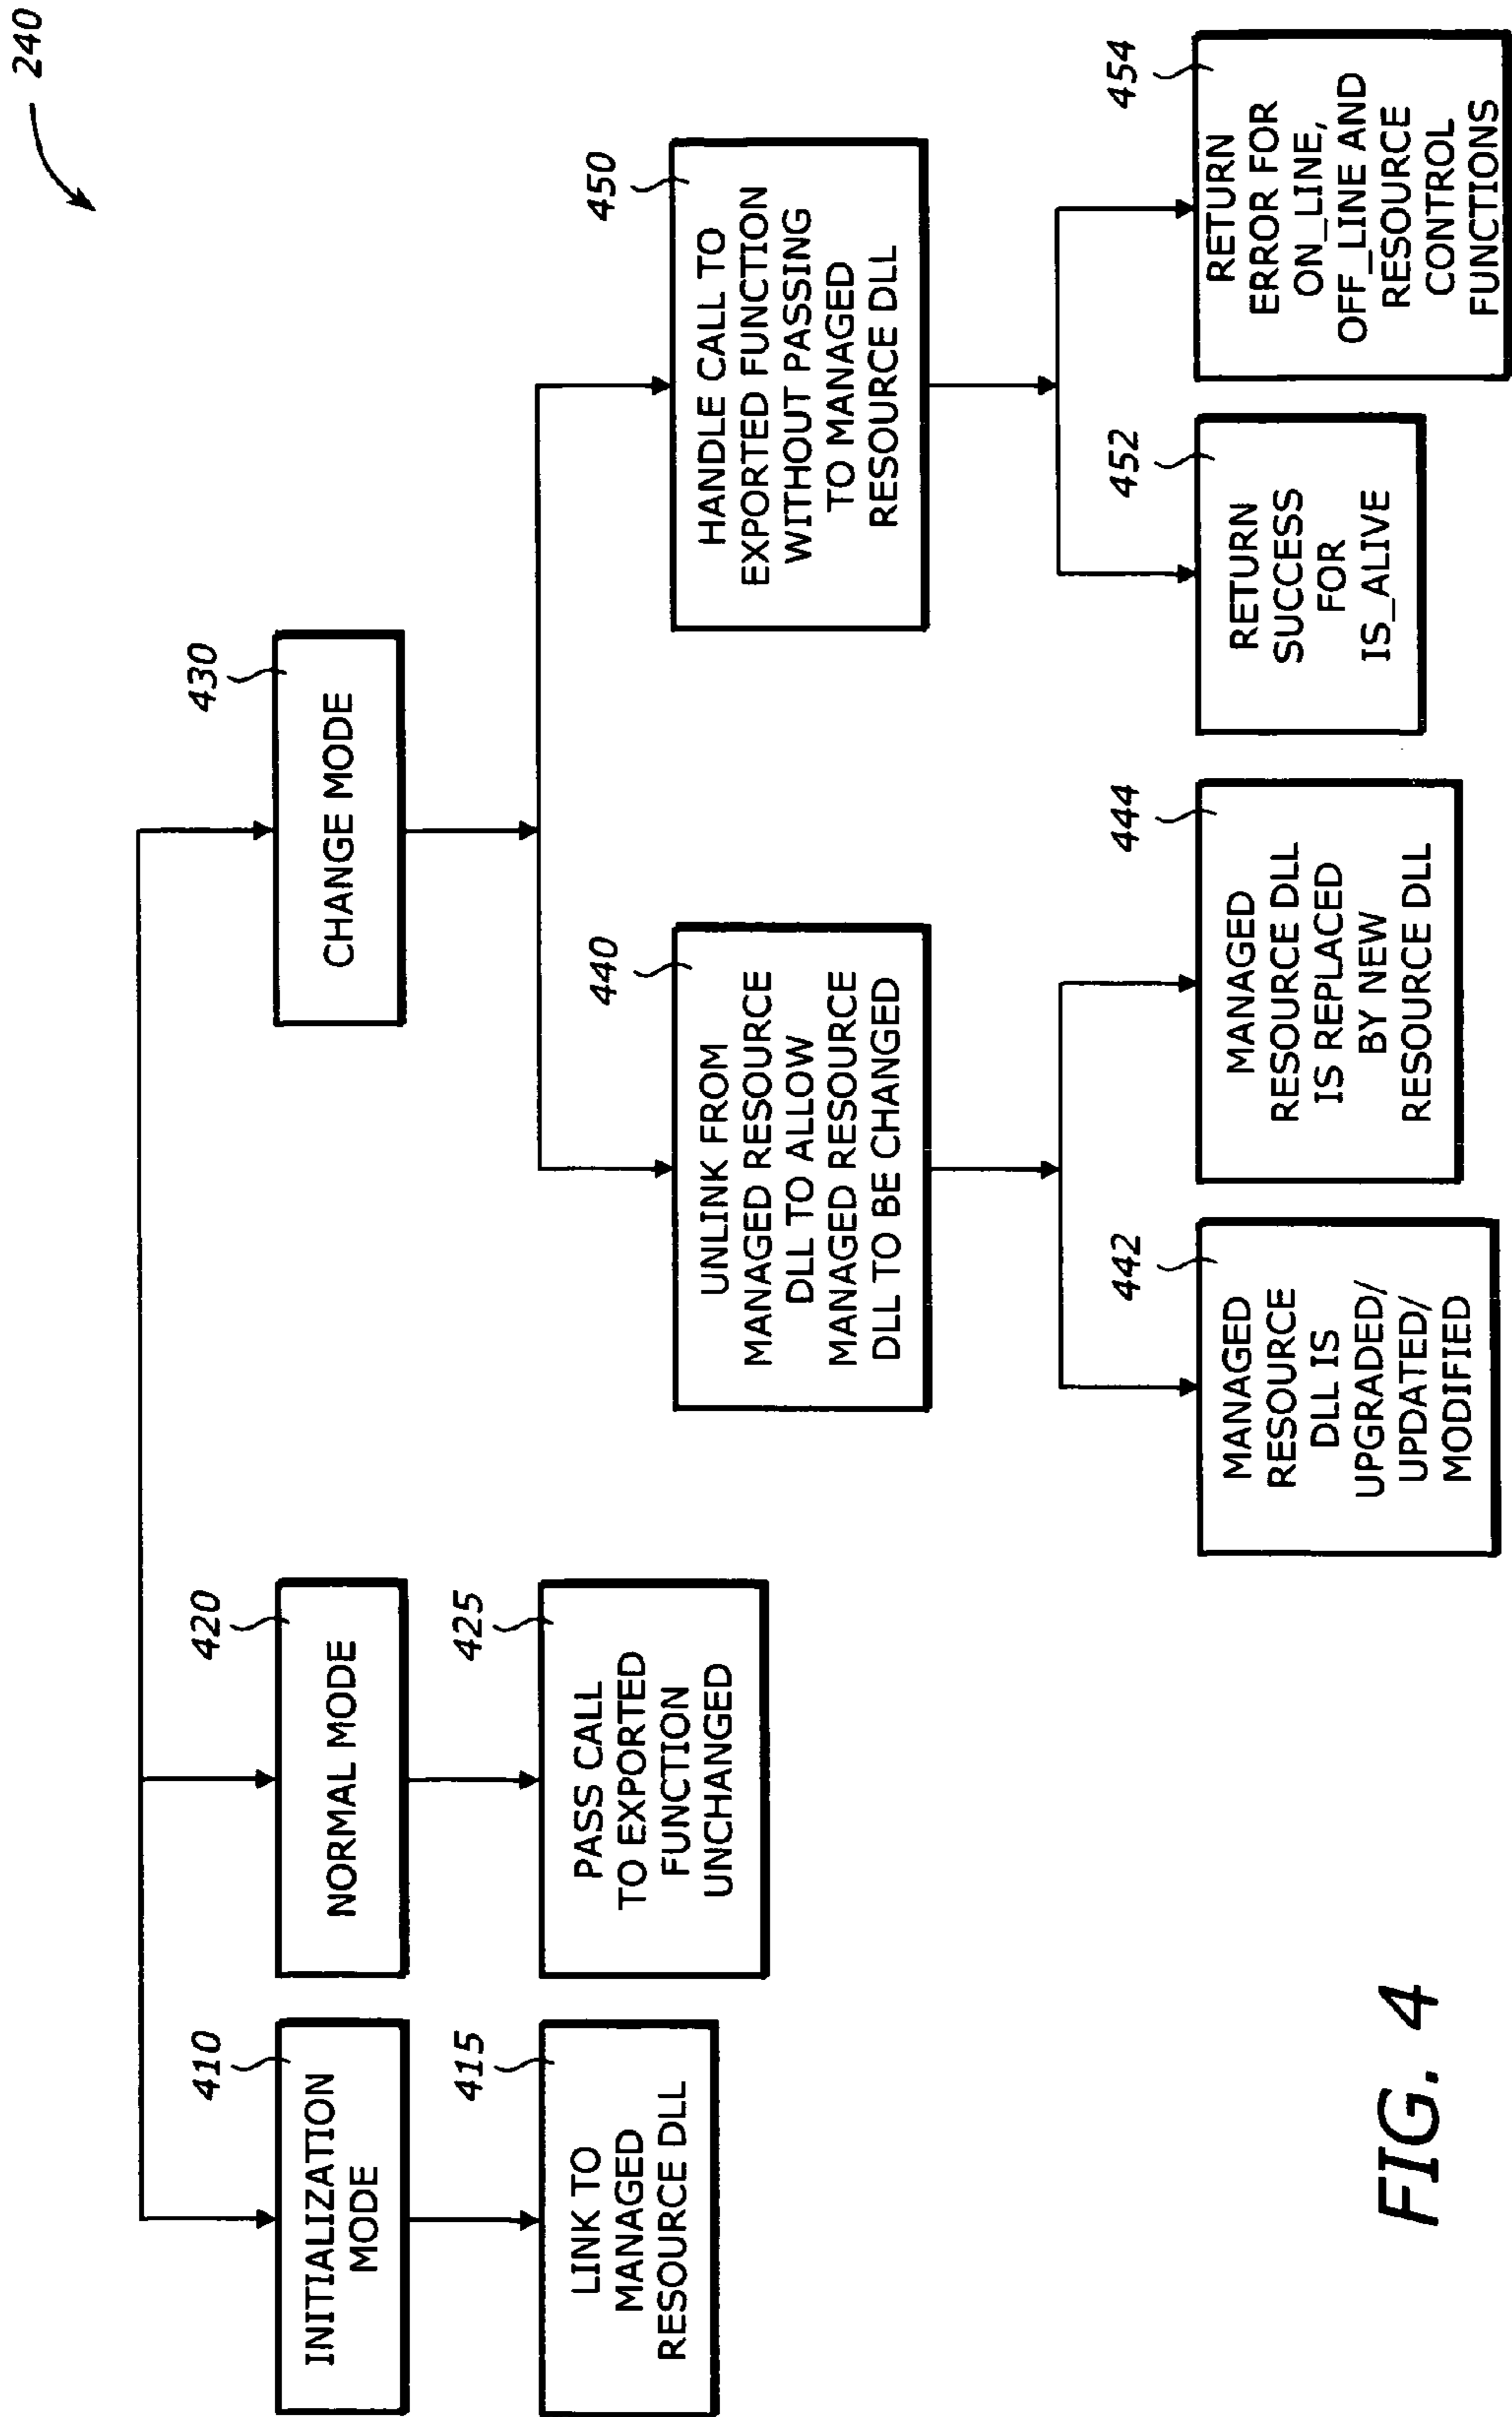 240
410
INITIALIZATION
MODE
420
NORMAL MODE
430
CHANGE MODE
415
LINK TO
MANAGED
RESOURCE DLL
425
PASS CALL
TO EXPORTED
FUNCTION
UNCHANGED
440
UNLINK FROM
MANAGED RESOURCE
DLL TO ALLOW
MANAGED RESOURCE
DLL TO BE CHANGED
450
HANDLE CALL TO
EXPORTED FUNCTION
WITHOUT PASSING
TO MANAGED
RESOURCE DLL
442
MANAGED
RESOURCE
DLL IS
UPGRADED/
UPDATED/
MODIFIED
444
MANAGED
RESOURCE DLL
IS REPLACED
BY NEW
RESOURCE DLL
452
RETURN
SUCCESS
FOR
IS_ALIVE
454
RETURN
ERROR FOR
ON_LINE,
OFF_LINE AND
RESOURCE
CONTROL
FUNCTIONS
FIG. 4